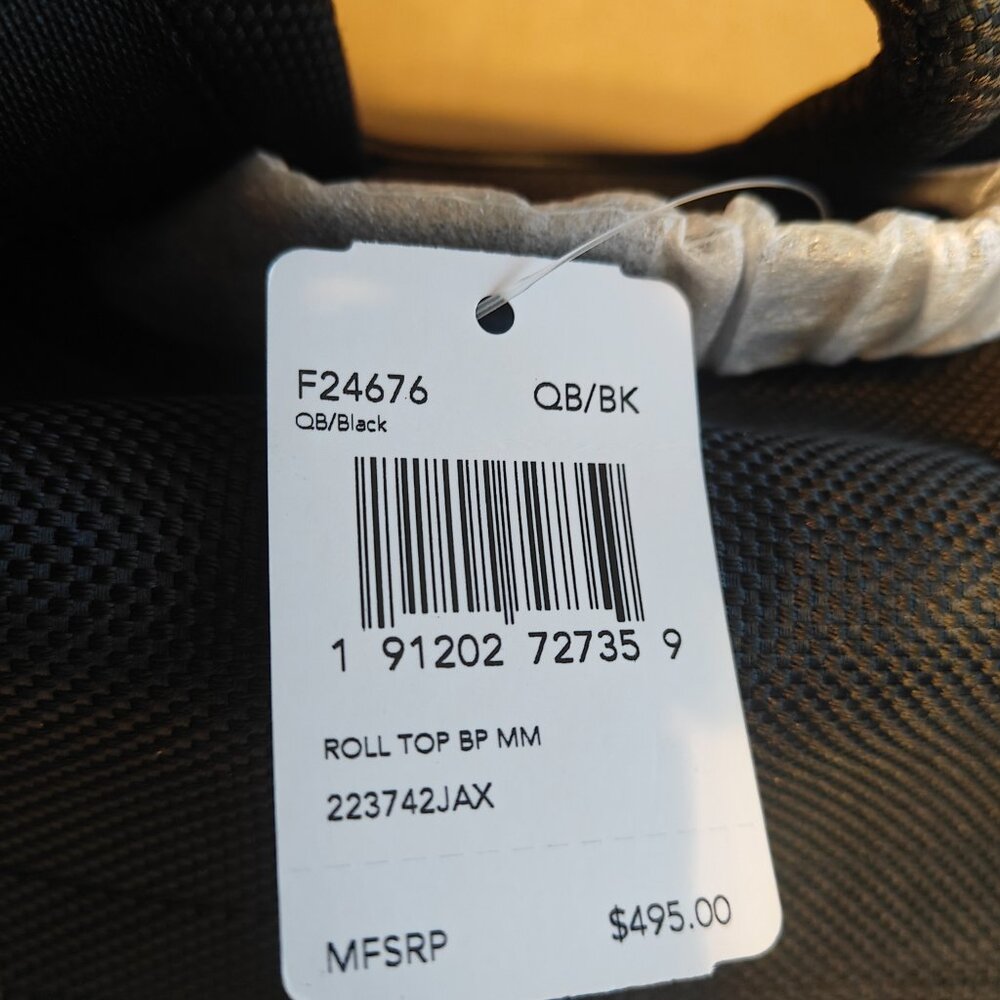 F24676 QB/BK
QB/Black
1 91202 72735 9
ROLL TOP BP MM
223742JAX
MFSRP $495.00